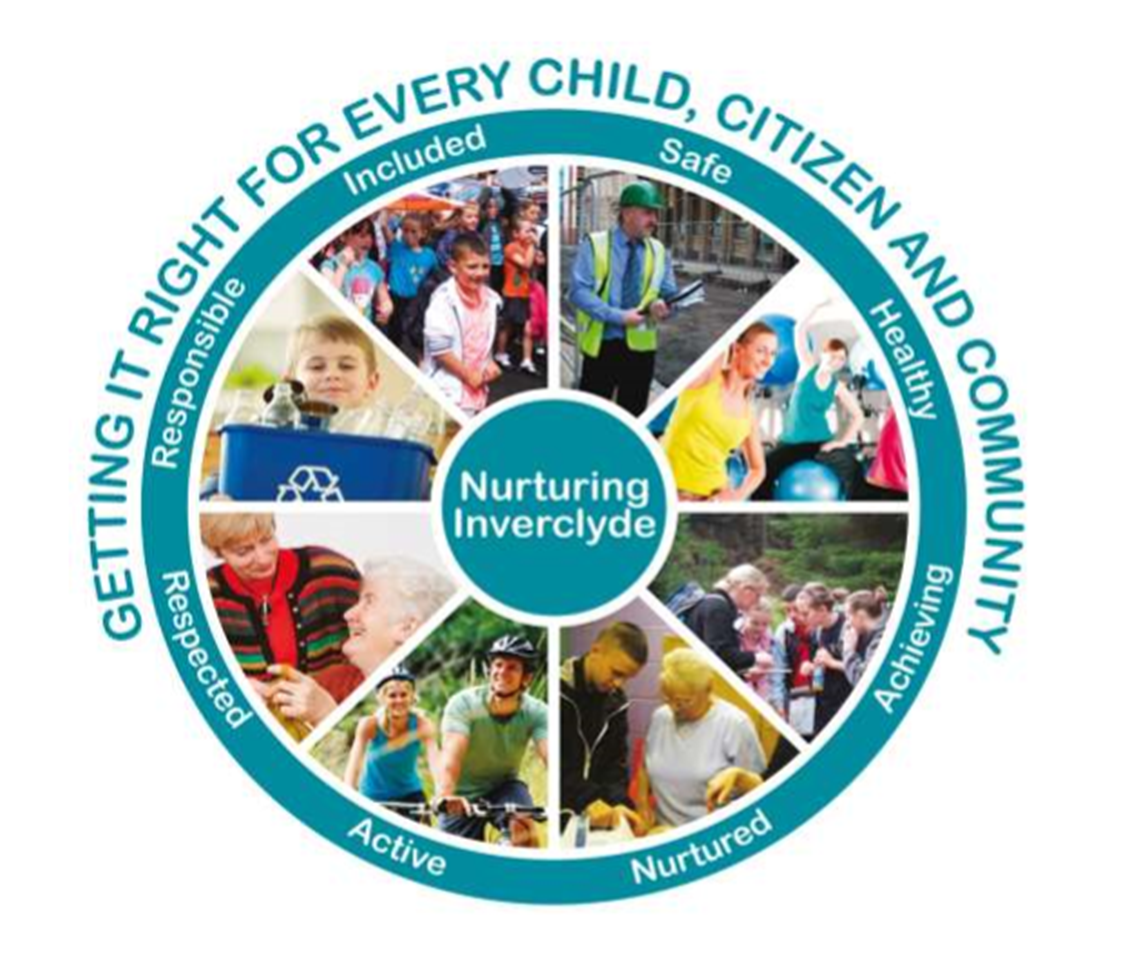 GETTING IT RIGHT FOR EVERY CHILD, CITIZEN AND COMMUNITY
Included
Safe
Healthy
Achieving
Nurtured
Active
Respected
Responsible
Nurturing
Inverclyde